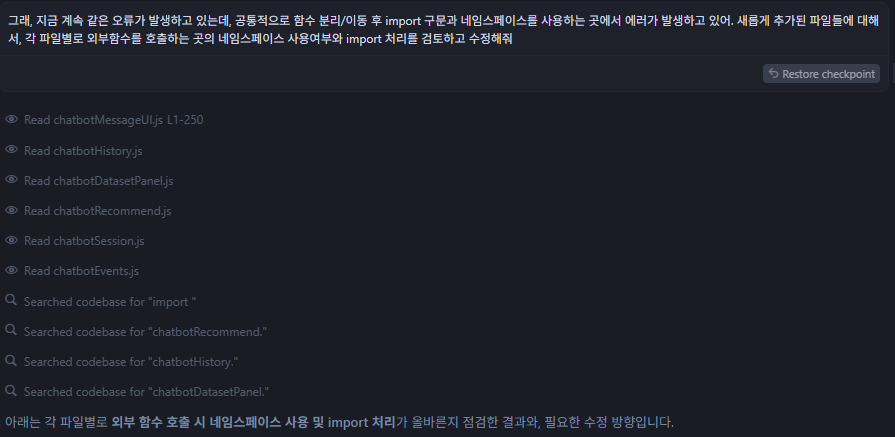 그래, 지금 계속 같은 오류가 발생하고 있는데, 공통적으로 함수 분리/이동 후 import 구문과 네임스페이스를 사용하는 곳에서 에러가 발생하고 있어. 새롭게 추가된 파일들에 대해
서, 각 파일별로 외부함수를 호출하는 곳의 네임스페이스 사용여부와 import 처리를 검토하고 수정해줘
Restore checkpoint
Read chatbotMessageUI.js L1-250
Read chatbotHistory.js
Read chatbotDatasetPanel.js
Read chatbotRecommend.js
Read chatbotSession.js
Read chatbotEvents.js
Searched codebase for "import "
Searched codebase for "chatbotRecommend."
Searched codebase for "chatbotHistory."
Searched codebase for "chatbotDatasetPanel."
아래는 각 파일별로 외부 함수 호출 시 네임스페이스 사용 및 import 처리가 올바른지 점검한 결과와, 필요한 수정 방향입니다.